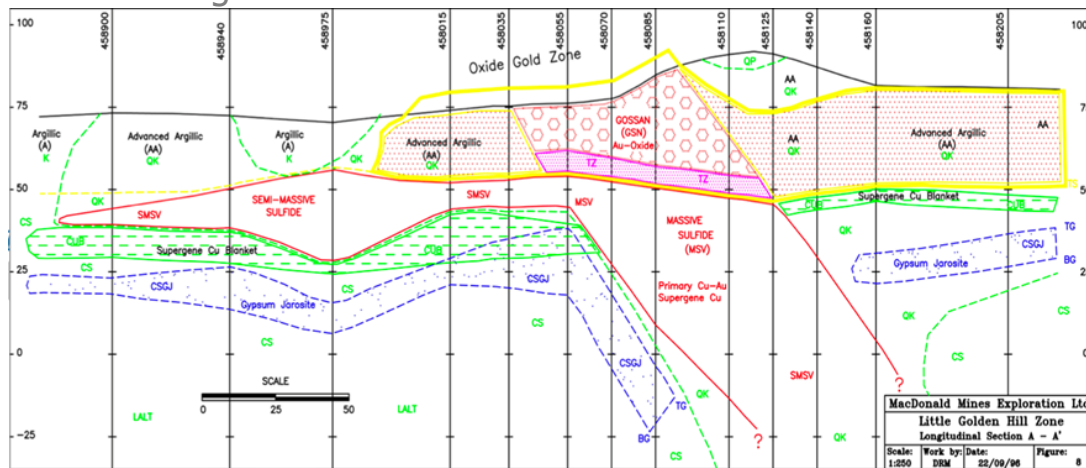 100
458900
458940
458975
458015
458035
458055
458070
458085
458110
458125
458140
458160
458205
100
Oxide Gold Zone
QP
AA
QK
75
Argillic
(A)
K
Advanced Argillic
(AA)
QK
Argillic
(A)
K
QK
Advanced Argillic
(AA)
QK
GOSSAN
(GSN)
Au-Oxide
TZ
TZ
AA
QK
Advanced Argillic
(AA)
QK
AA
50
QK
SMSV
SEMI-MASSIVE
SULFIDE
SMSV
MSV
CUB
Supergene Cu Blanket
CUB
CS
CUB
Supergene Cu Blanket
CUB
MASSIVE
SULFIDE
(MSV)
QK
TG
CS
25
CSGJ
Gypsum Jarosite
CS
CSGJ
Primary Cu-Au
Supergene Cu
Gypsum Jarosite
CSGJ
BG
CS
CS
QK
CS
0
CS
CSGJ
SMSV
CS
0
SCALE
0 25 50
LALT
LALT
TG
QK
?
-25
BG
CS
?
QK
MacDonald Mines Exploration Ltd
Little Golden Hill Zone
Longitudinal Section A - A'
Scale: Work by: Date: Figure:
1:250 DRM 22/09/96 8